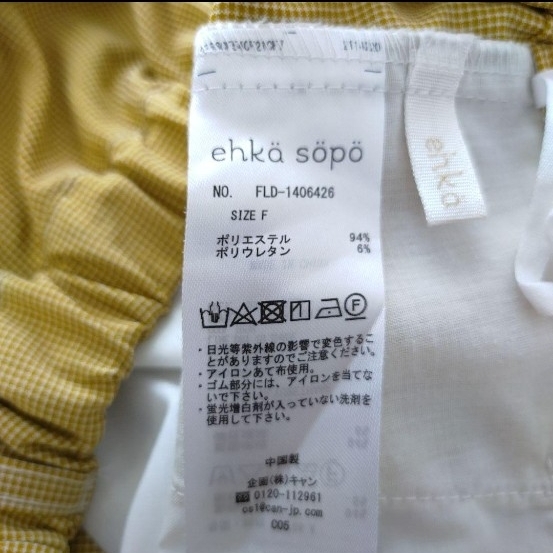 ehkä söpö
NO. FLD-1406426
SIZE F
ポリエステル 94%
ポリウレタン 6%
・日光等紫外線の影響で変色するこ
とがありますのでご注意ください。
・アイロンあて布使用。
・ゴム部分には、アイロンを当てな
いで下さい。
・蛍光増白剤が入っていない洗剤を
使用して下さい。
中国製
企画(株)キャン
0120-112961
cs1@can-jp.com
006
ehkä